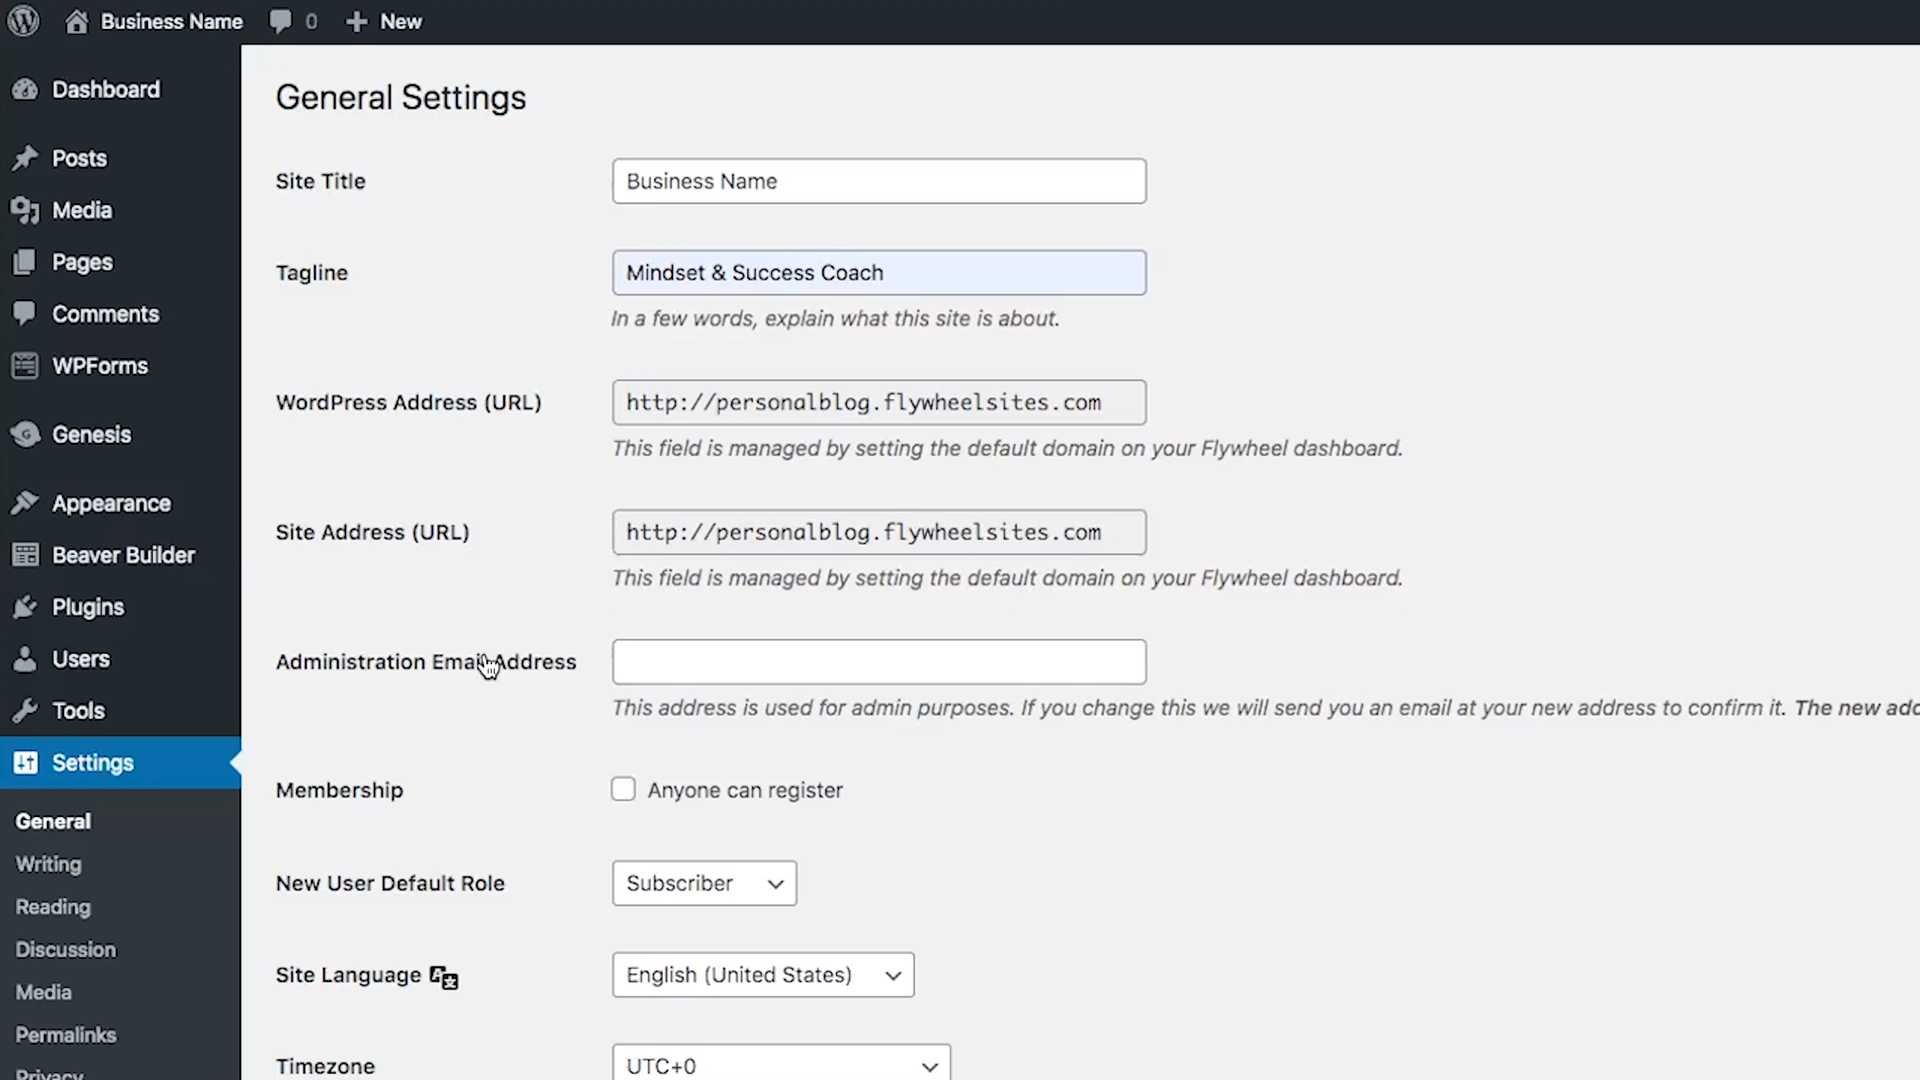 Business Name 0 New
Dashboard
Posts
Media
Pages
Comments
WPForms
Genesis
Appearance
Beaver Builder
Plugins
Users
Tools
Settings
General
Writing
Reading
Discussion
Media
Permalinks
Privacy
General Settings
Site Title Business Name
Tagline Mindset & Success Coach
In a few words, explain what this site is about.
WordPress Address (URL) http://personalblog.flywheelsites.com
This field is managed by setting the default domain on your Flywheel dashboard.
Site Address (URL) http://personalblog.flywheelsites.com
This field is managed by setting the default domain on your Flywheel dashboard.
Administration Email Address
This address is used for admin purposes. If you change this we will send you an email at your new address to confirm it. The new
Membership Anyone can register
New User Default Role Subscriber
Site Language English (United States)
Timezone UTC+0